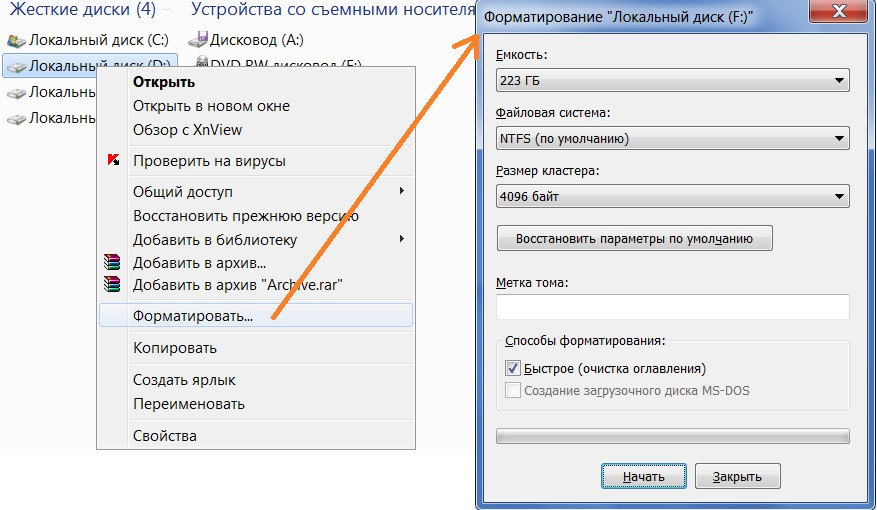 Жесткие диски (4)
Устройства со съемными носителя
Локальный диск (C:)
Дисковод (A:)
Локальный диск (D:)
DVD RW дисковод (E:)
Локальн
Локальн
Открыть
Открыть в новом окне
Обзор с XnView
Проверить на вирусы
Общий доступ
Восстановить прежнюю версию
Добавить в библиотеку
Добавить в архив...
Добавить в архив "Archive.rar"
Форматировать...
Копировать
Создать ярлык
Переименовать
Свойства
Форматирование "Локальный диск (F:)"
Емкость:
223 ГБ
Файловая система:
NTFS (по умолчанию)
Размер кластера:
4096 байт
Восстановить параметры по умолчанию
Метка тома:
Способы форматирования:
Быстрое (очистка оглавления)
Создание загрузочного диска MS-DOS
Начать
Закрыть